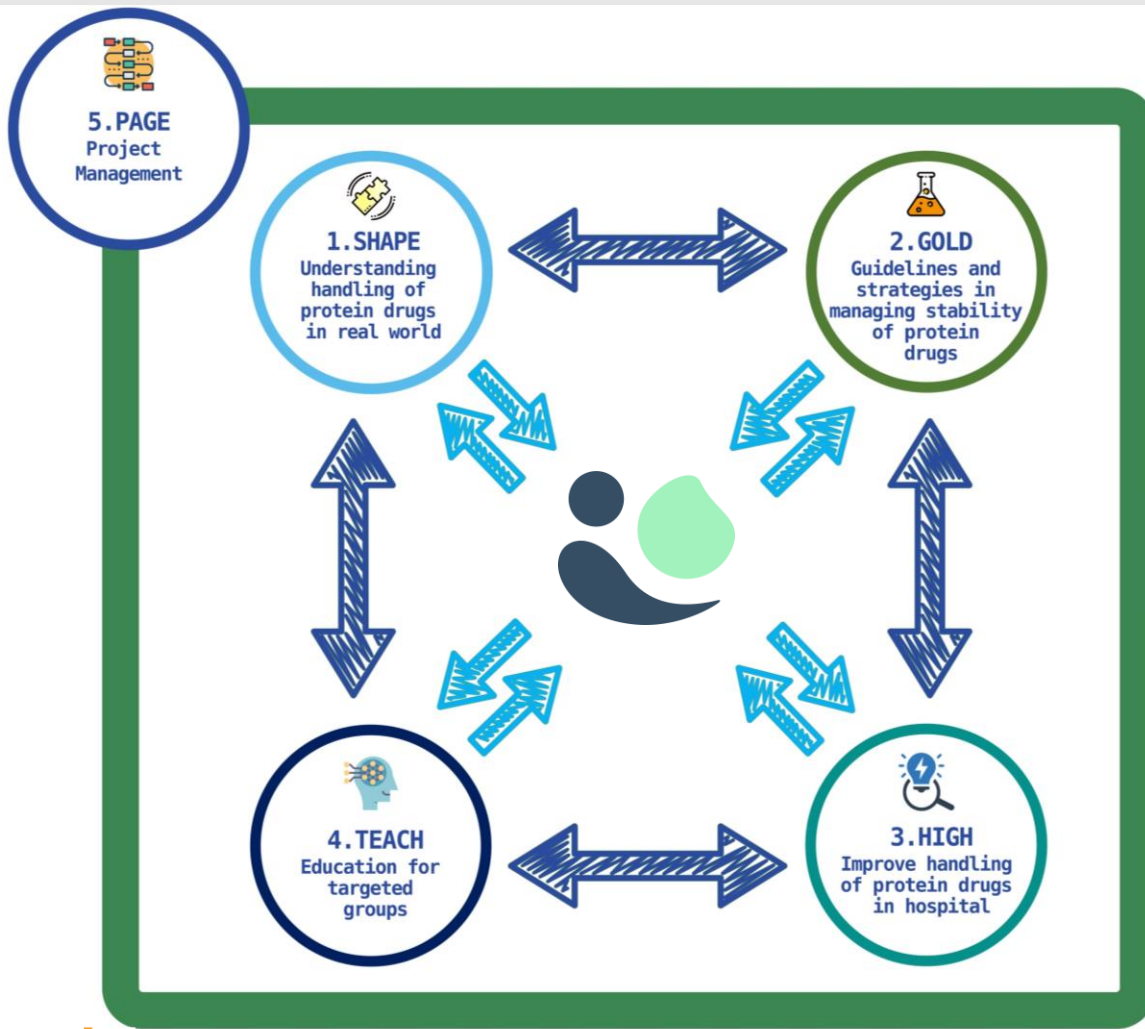 5.PAGE
Project
Management
1.SHAPE
Understanding
handling of
protein drugs
in real world
2.GOLD
Guidelines and
strategies in
managing stability
of protein
drugs
4.TEACH
Education for
targeted
groups
3.HIGH
Improve handling
of protein drugs
in hospital